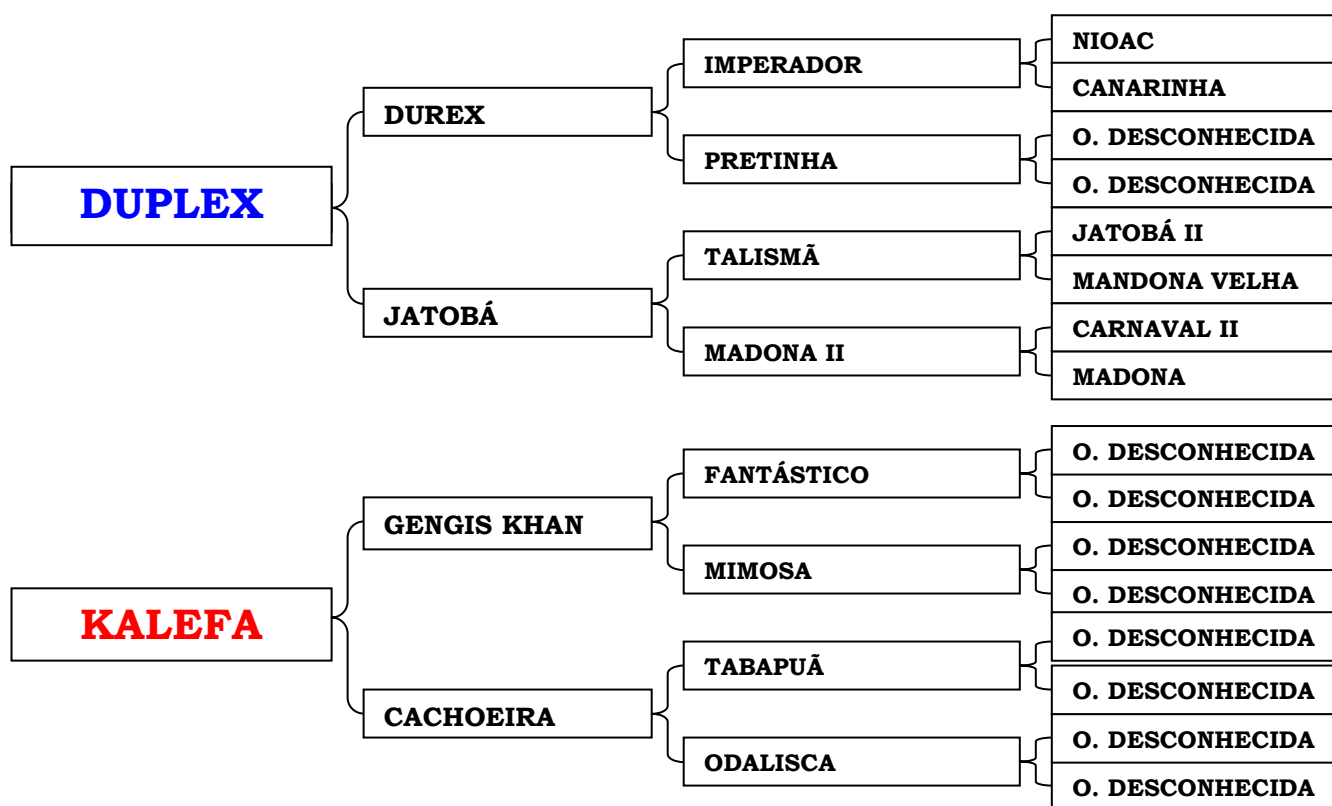 DUPLEX
DUREX
JATOBÁ
IMPERADOR
PRETINHA
TALISMÃ
MADONA II
NIOAC
CANARINHA
O. DESCONHECIDA
O. DESCONHECIDA
JATOBÁ II
MANDONA VELHA
CARNAVAL II
MADONA
KALEFA
GENGIS KHAN
CACHOEIRA
FANTÁSTICO
MIMOSA
TABAPUÃ
ODALISCA
O. DESCONHECIDA
O. DESCONHECIDA
O. DESCONHECIDA
O. DESCONHECIDA
O. DESCONHECIDA
O. DESCONHECIDA
O. DESCONHECIDA
O. DESCONHECIDA